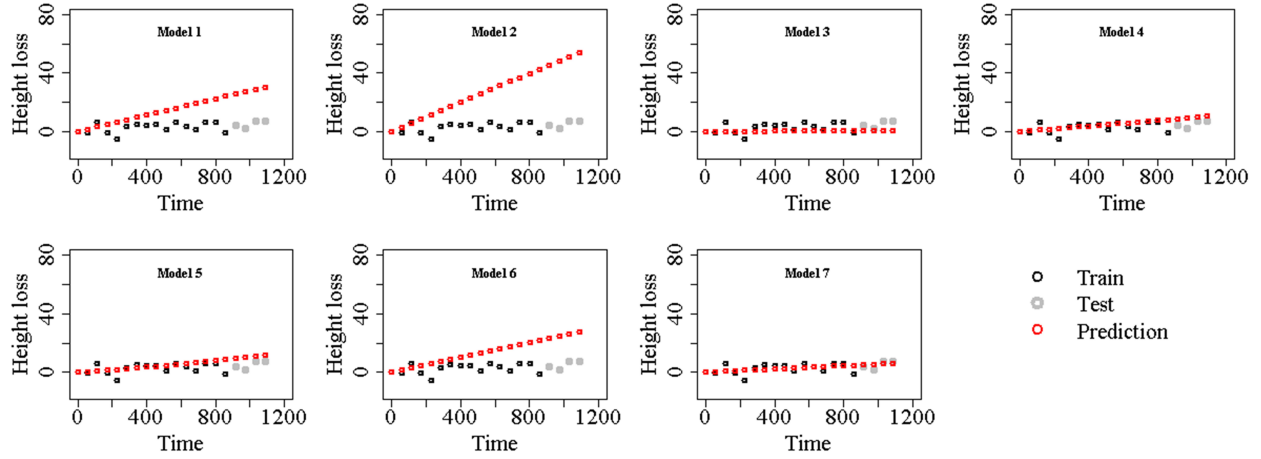 Model 1
Height loss
0 40 80
0 400 800 1200
Time
Model 2
Height loss
0 40 80
0 400 800 1200
Time
Model 3
Height loss
0 40 80
0 400 800 1200
Time
Model 4
Height loss
0 40 80
0 400 800 1200
Time
Model 5
Height loss
0 40 80
0 400 800 1200
Time
Model 6
Height loss
0 40 80
0 400 800 1200
Time
Model 7
Height loss
0 40 80
0 400 800 1200
Time
Train
Test
Prediction